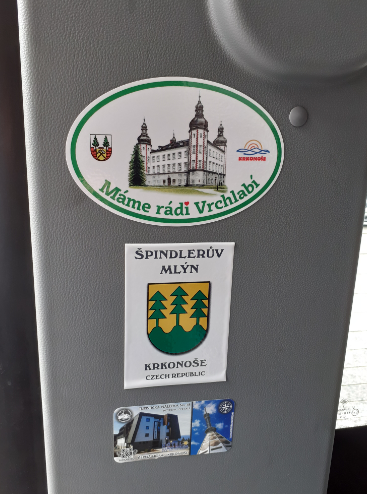 KRKONOŠE
Máme rádi Vrchlabí
ŠPINDLERŮV
MLÝN
KRKONOŠE
CZECH REPUBLIC